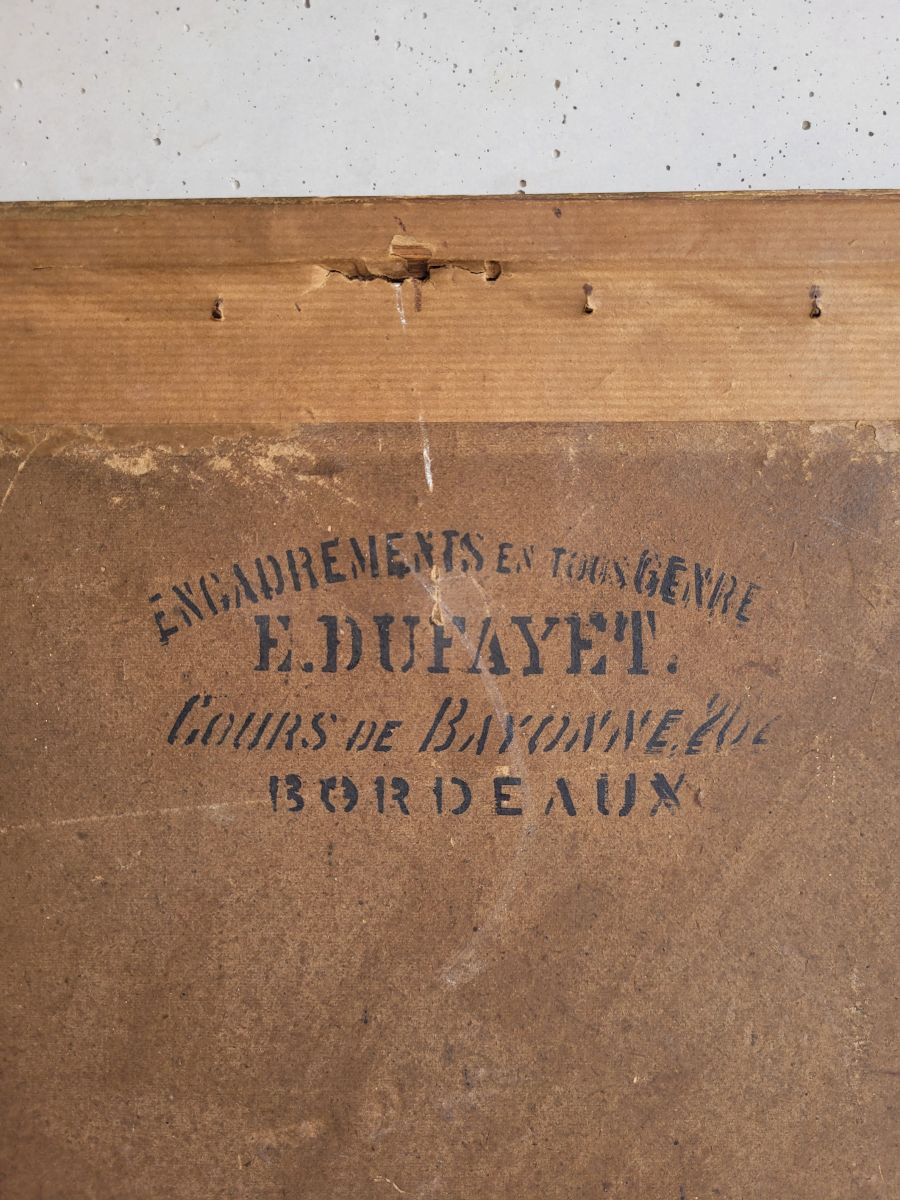 ENCADREMENTS EN TOUS GENRE
E. DUFAYET.
COURS DE BAYONNE,
BORDEAUX